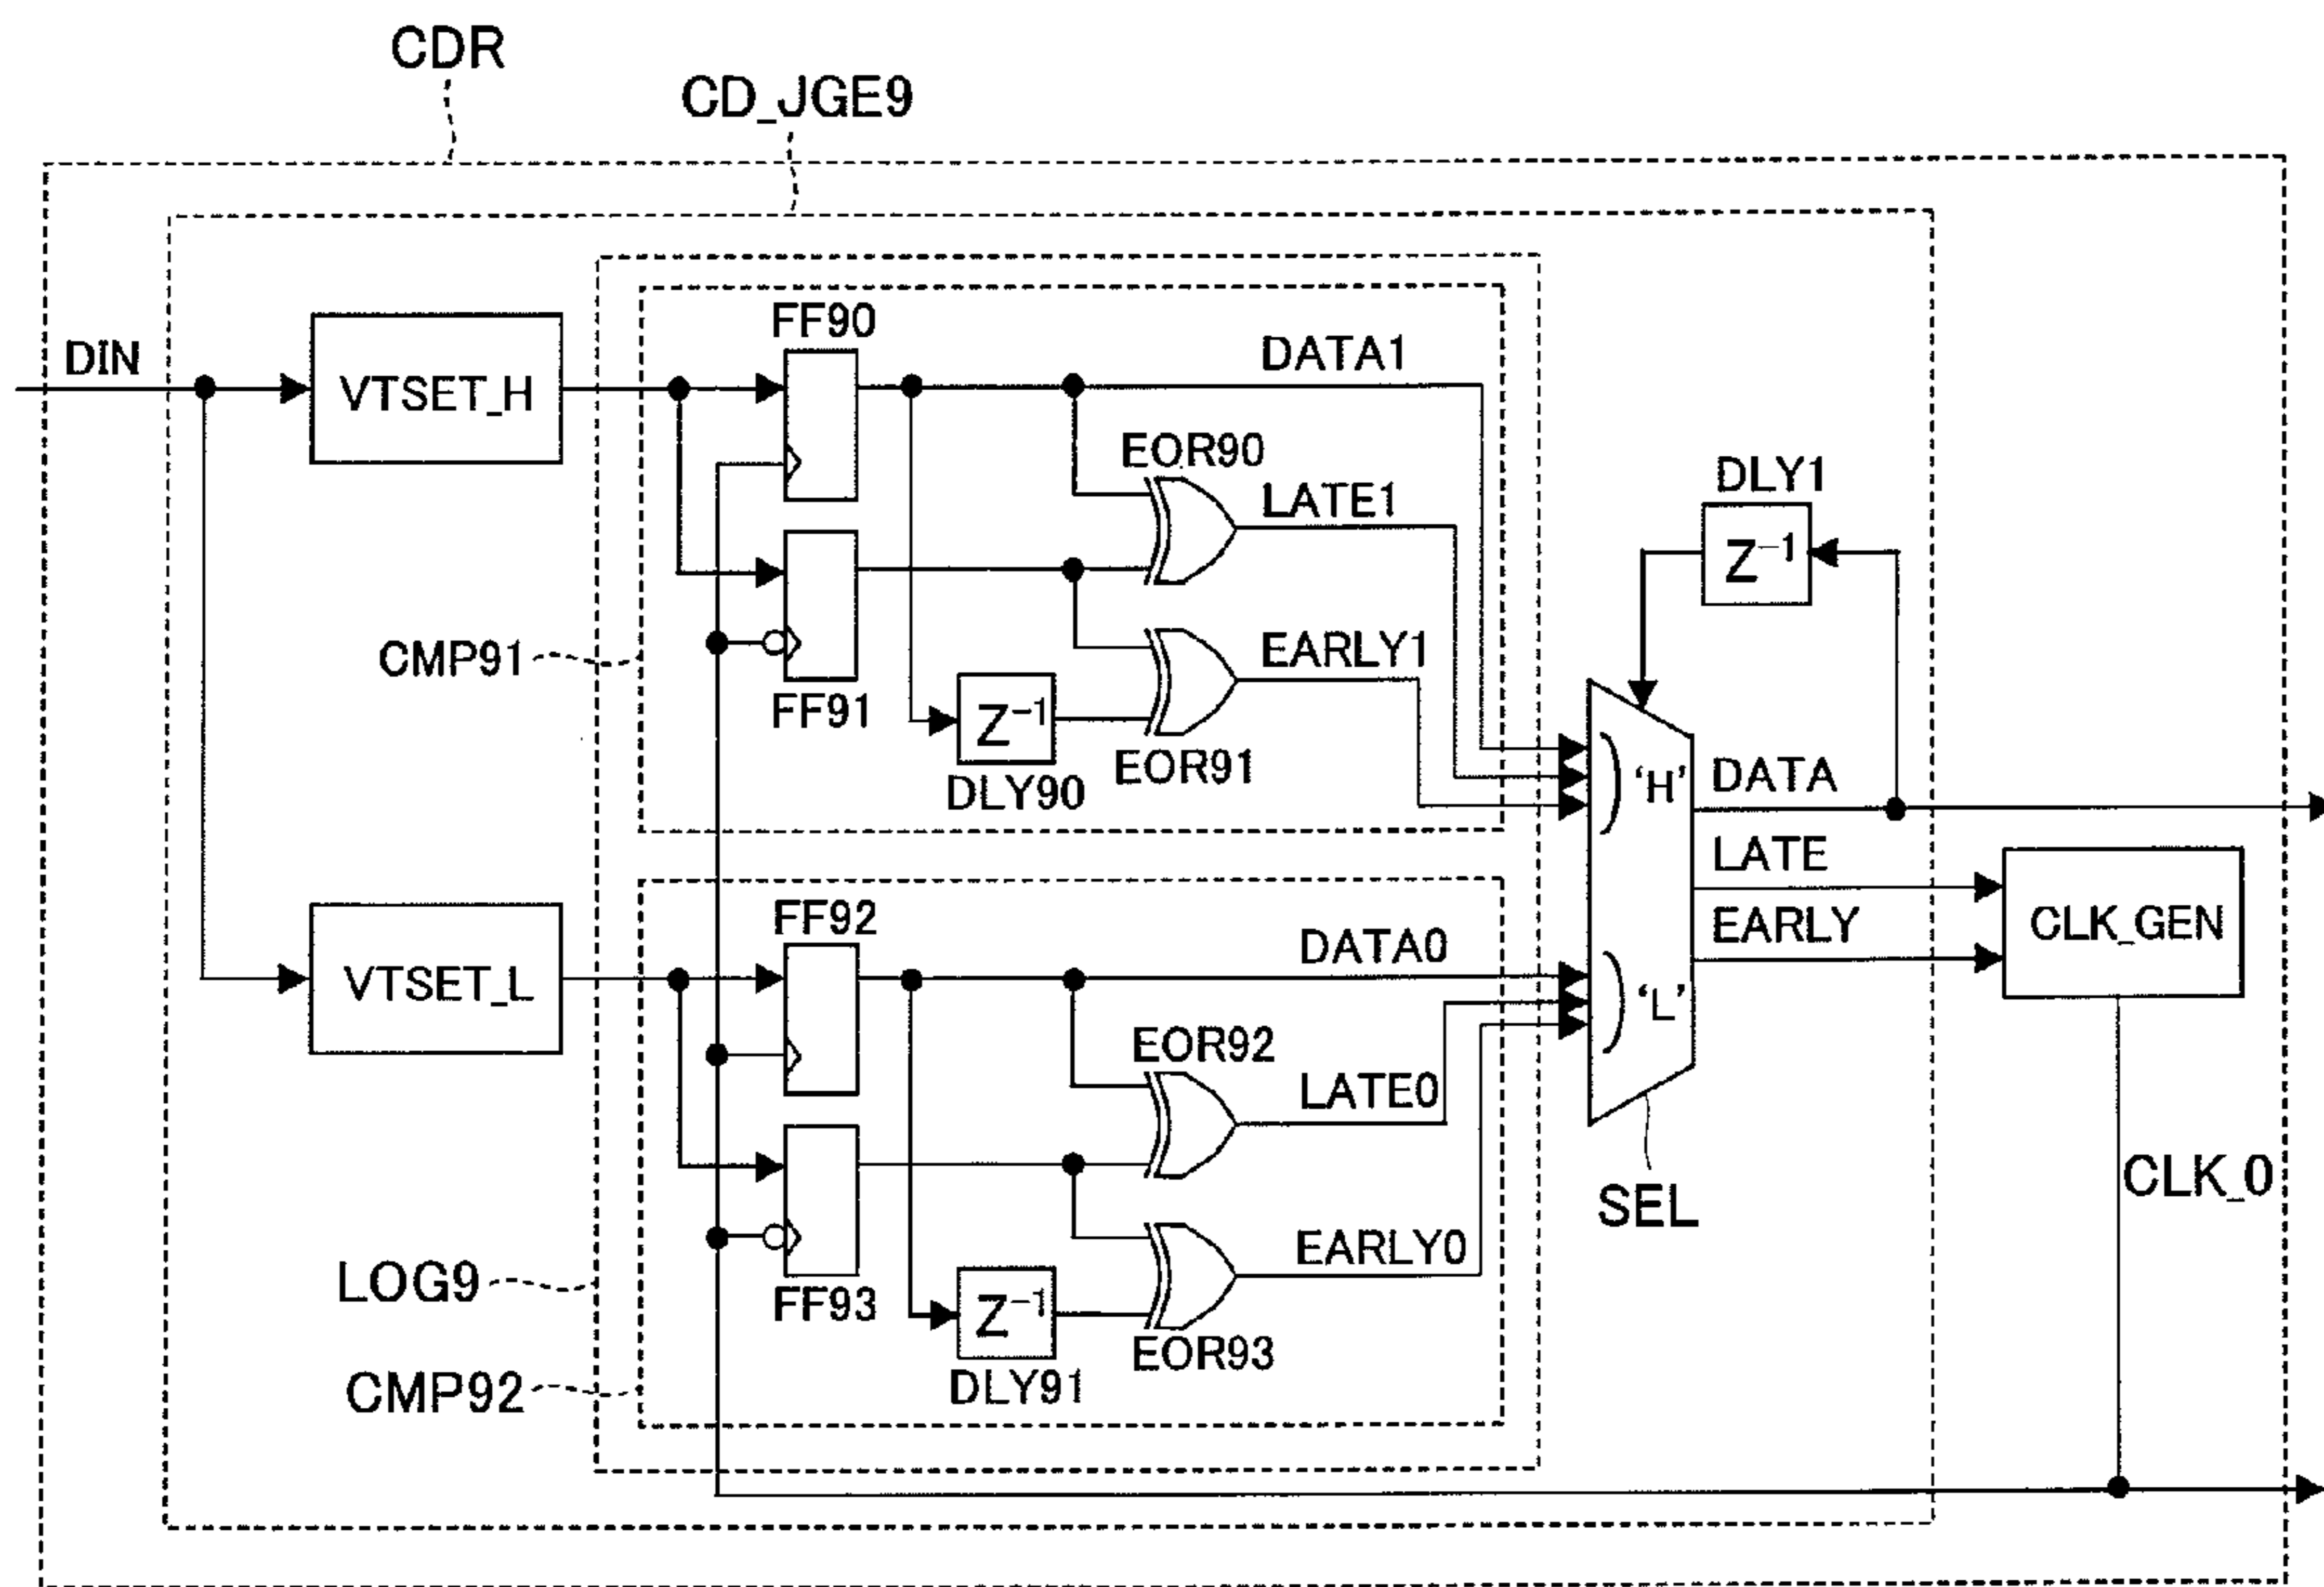 CDR
CD_JGE9
DIN
VTSET_H
FF90
DATA1
EOR90
LATE1
DLY1
Z⁻¹
CMP91
FF91
EARLY1
Z⁻¹
DLY90
EOR91
'H'
DATA
LATE
EARLY
CLK_GEN
VTSET_L
FF92
DATA0
'L'
EOR92
LATE0
CLK_0
SEL
LOG9
FF93
EARLY0
Z⁻¹
EOR93
CMP92
DLY91